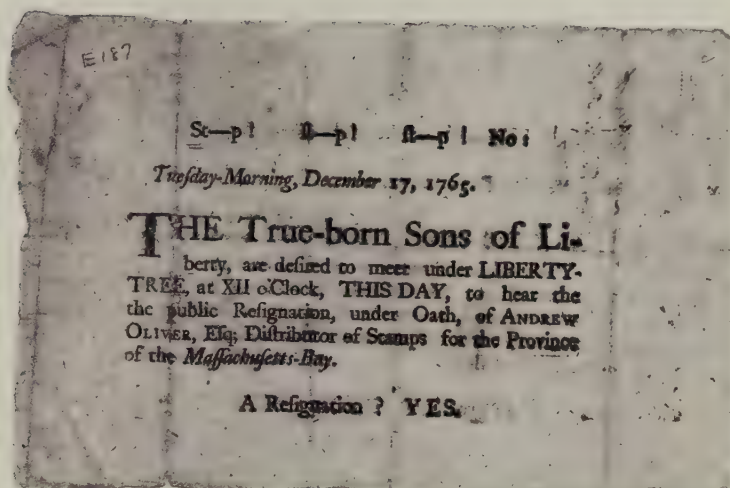 E187
St—p! ſt—p! ſt—p! No:
Tueſday-Morning, December 17, 1765.
THE True-born Sons of Li-
berty, are deſired to meet under LIBERTY-
TREE, at XII o'Clock, THIS DAY, to hear the
the public Reſignation, under Oath, of ANDREW
OLIVER, Eſq; Diſtributor of Stamps for the Province
of the Maſſachuſetts-Bay.
A Reſignation ? YES.